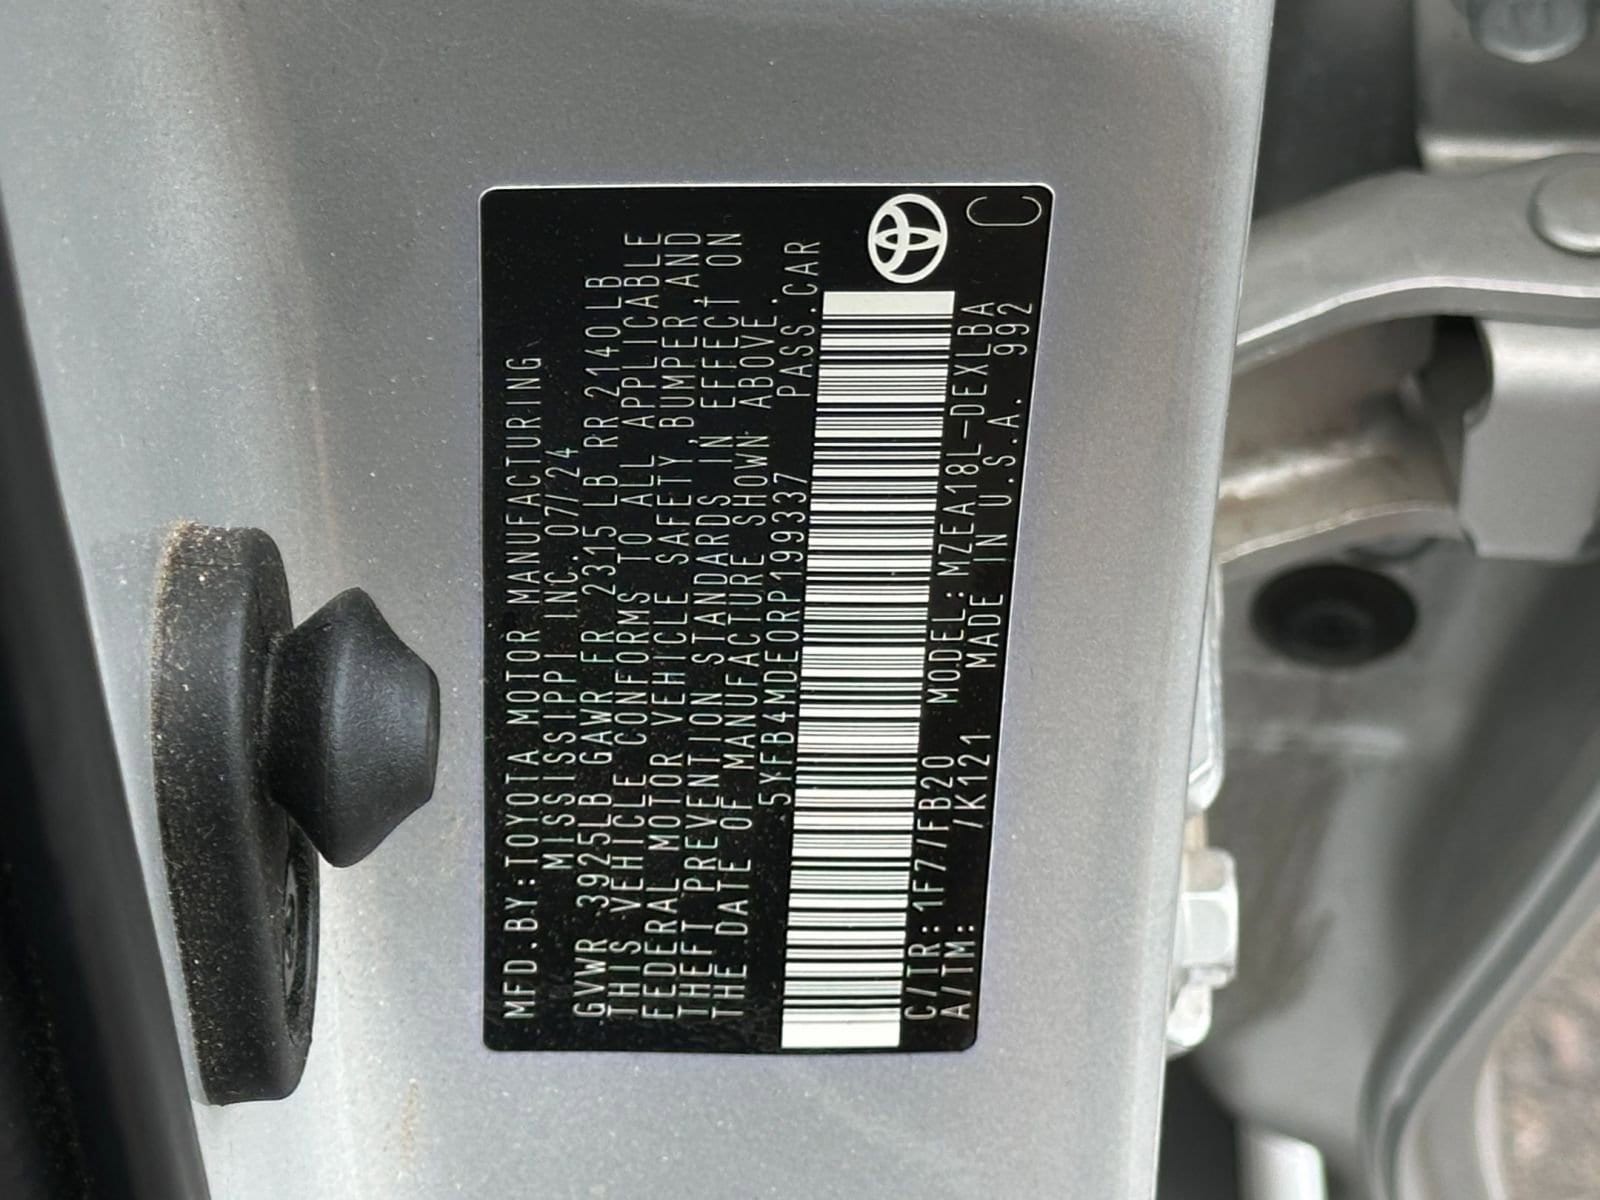 MFD.BY:TOYOTA MOTOR MANUFACTURING
MISSISSIPPI INC. 07/24
GVWR 3925LB GAWR FR 2315 LB RR 2140LB
THIS VEHICLE CONFORMS TO ALL APPLICABLE
FEDERAL MOTOR VEHICLE SAFETY,BUMPER,AND
THEFT PREVENTION STANDARDS IN EFFECT ON
THE DATE OF MANUFACTURE SHOWN ABOVE.
5YFB4MDE0RP199337 PASS.CAR
C/TR:1F7/FB20 MODEL:MZEA18L-DEXLBA
A/TM: /K121 MADE IN U.S.A. 992
C